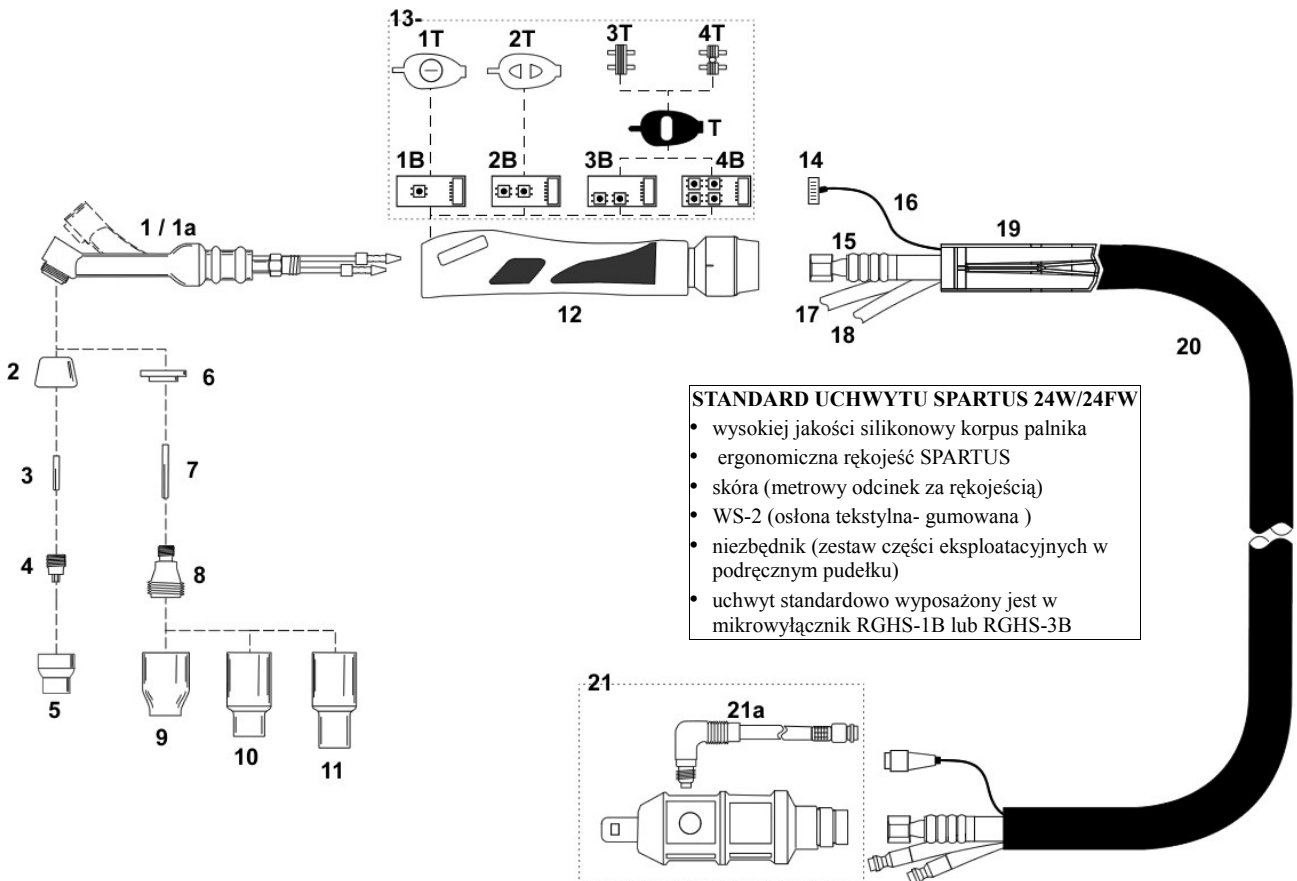 13-
1T 2T 3T 4T
T
1B 2B 3B 4B
14
16
1 / 1a
15
19
12
17
18
20
2
6
3
7
4
8
5
9
10
11
STANDARD UCHWYTU SPARTUS 24W/24FW
• wysokiej jakości silikonowy korpus palnika
• ergonomiczna rękojeść SPARTUS
• skóra (metrowy odcinek za rękojeścią)
• WS-2 (osłona tekstylna- gumowana )
• niezbędnik (zestaw części eksploatacyjnych w
podręcznym pudełku)
• uchwyt standardowo wyposażony jest w
mikrowyłącznik RGHS-1B lub RGHS-3B
21
21a